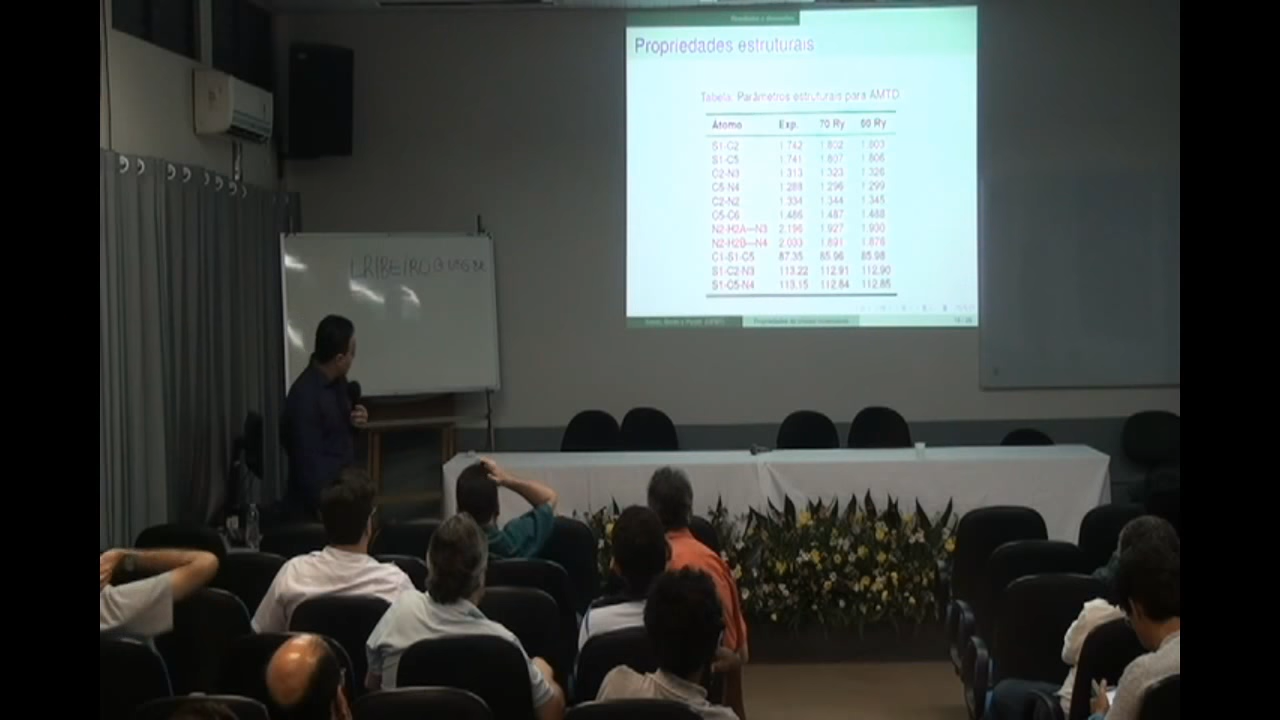 Resultados e discussões
Propriedades estruturais
Tabela: Parâmetros estruturais para AMTD
Átomo Exp. 70 Ry 60 Ry
S1-C2 1.742 1.802 1.803
S1-C5 1.741 1.807 1.806
C2-N3 1.313 1.323 1.326
C5-N4 1.288 1.296 1.299
C2-N2 1.334 1.344 1.345
C5-C6 1.486 1.487 1.488
N2-H2A—N3 2.196 1.927 1.930
N2-H2B—N4 2.033 1.891 1.876
C1-S1-C5 87.35 85.96 85.98
S1-C2-N3 113.22 112.91 112.90
S1-C5-N4 113.15 112.84 112.85
LRIBEIRO@